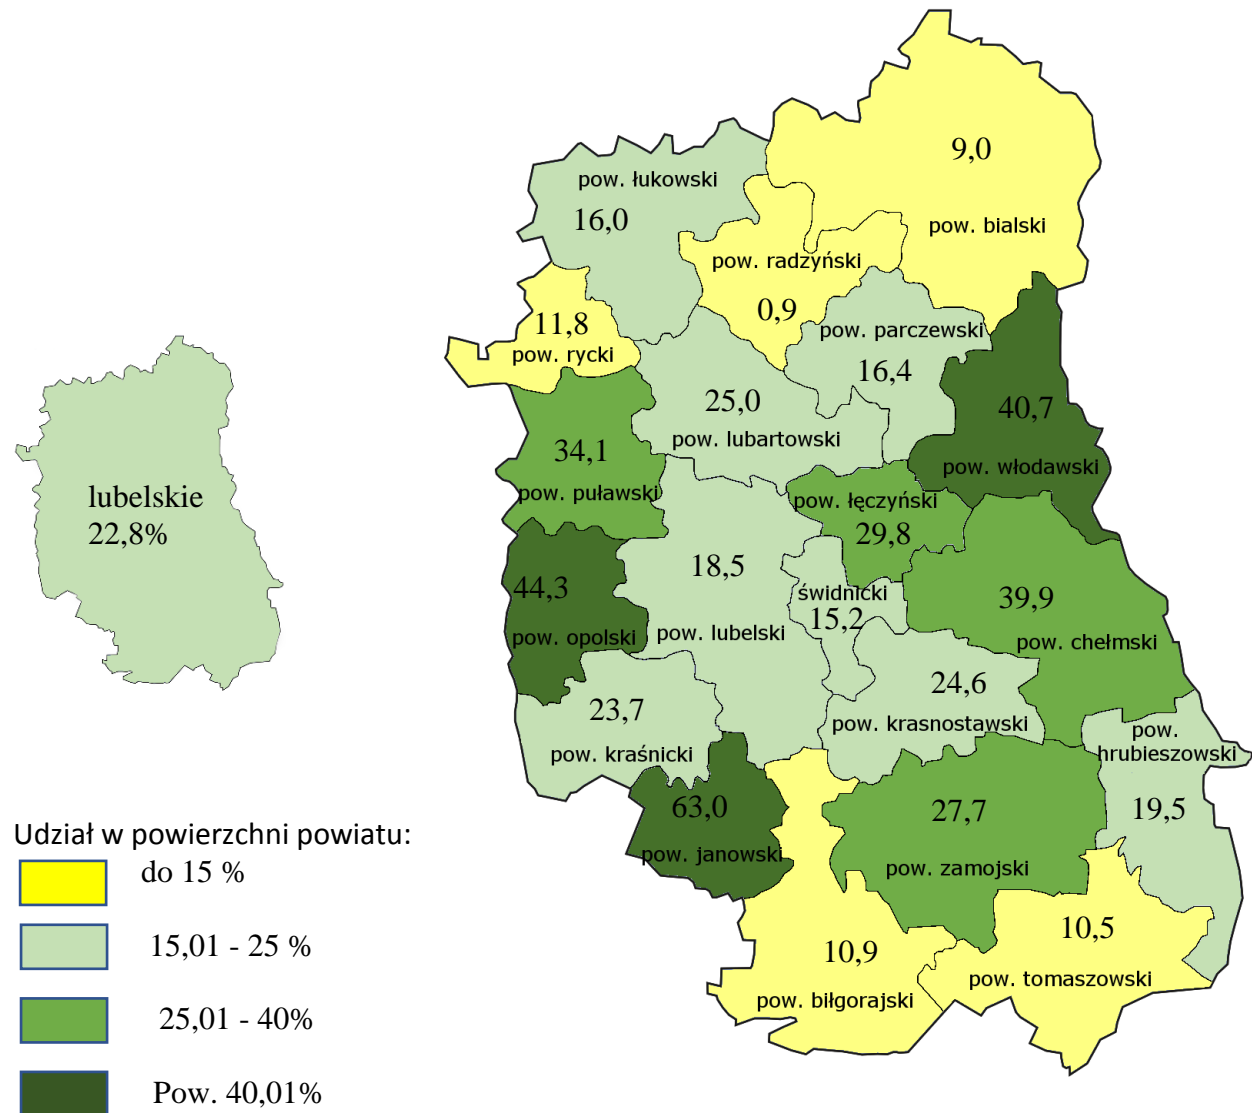 9,0
pow. bialski
pow. łukowski
16,0
pow. radzyński
0,9
11,8
pow. rycki
pow. parczewski
16,4
25,0
pow. lubartowski
40,7
pow. włodawski
34,1
pow. puławski
pow. łęczyński
29,8
lubelskie
22,8%
18,5
pow. lubelski
44,3
pow. opolski
świdnicki
15,2
39,9
pow. chełmski
23,7
pow. kraśnicki
24,6
pow. krasnostawski
pow.
hrubieszowski
19,5
63,0
pow. janowski
27,7
pow. zamojski
10,9
pow. biłgorajski
10,5
pow. tomaszowski
Udział w powierzchni powiatu:
do 15 %
15,01 - 25 %
25,01 - 40%
Pow. 40,01%